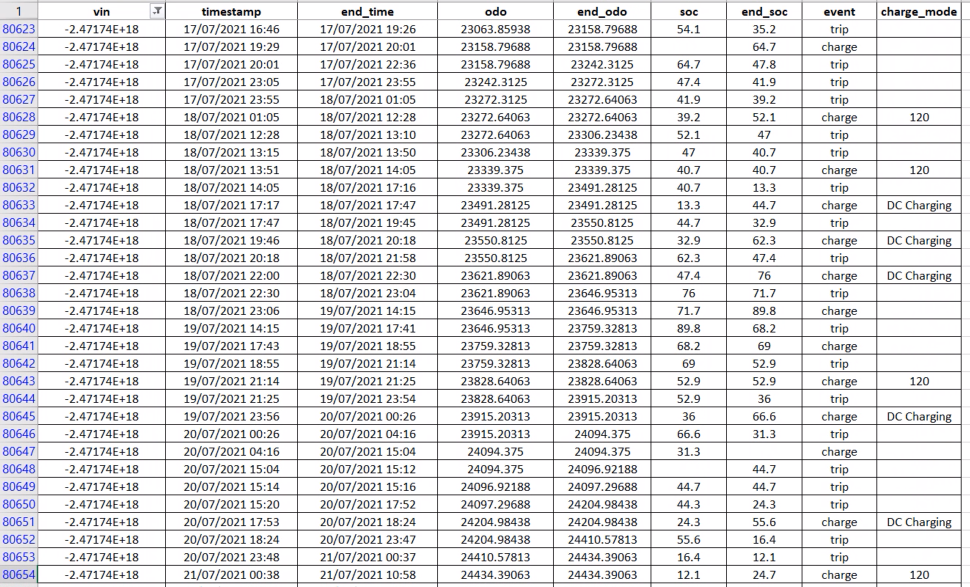 1 vin timestamp end_time odo end_odo soc end_soc event charge_mode
80623 -2.47174E+18 17/07/2021 16:46 17/07/2021 19:26 23063.85938 23158.79688 54.1 35.2 trip
80624 -2.47174E+18 17/07/2021 19:29 17/07/2021 20:01 23158.79688 23158.79688 64.7 charge
80625 -2.47174E+18 17/07/2021 20:01 17/07/2021 22:36 23158.79688 23242.3125 64.7 47.8 trip
80626 -2.47174E+18 17/07/2021 23:05 17/07/2021 23:55 23242.3125 23272.3125 47.4 41.9 trip
80627 -2.47174E+18 17/07/2021 23:55 18/07/2021 01:05 23272.3125 23272.64063 41.9 39.2 trip
80628 -2.47174E+18 18/07/2021 01:05 18/07/2021 12:28 23272.64063 23272.64063 39.2 52.1 charge 120
80629 -2.47174E+18 18/07/2021 12:28 18/07/2021 13:10 23272.64063 23306.23438 52.1 47 trip
80630 -2.47174E+18 18/07/2021 13:15 18/07/2021 13:50 23306.23438 23339.375 47 40.7 trip
80631 -2.47174E+18 18/07/2021 13:51 18/07/2021 14:05 23339.375 23339.375 40.7 40.7 charge 120
80632 -2.47174E+18 18/07/2021 14:05 18/07/2021 17:16 23339.375 23491.28125 40.7 13.3 trip
80633 -2.47174E+18 18/07/2021 17:17 18/07/2021 17:47 23491.28125 23491.28125 13.3 44.7 charge DC Charging
80634 -2.47174E+18 18/07/2021 17:47 18/07/2021 19:45 23491.28125 23550.8125 44.7 32.9 trip
80635 -2.47174E+18 18/07/2021 19:46 18/07/2021 20:18 23550.8125 23550.8125 32.9 62.3 charge DC Charging
80636 -2.47174E+18 18/07/2021 20:18 18/07/2021 21:58 23550.8125 23621.89063 62.3 47.4 trip
80637 -2.47174E+18 18/07/2021 22:00 18/07/2021 22:30 23621.89063 23621.89063 47.4 76 charge DC Charging
80638 -2.47174E+18 18/07/2021 22:30 18/07/2021 23:04 23621.89063 23646.95313 76 71.7 trip
80639 -2.47174E+18 18/07/2021 23:06 19/07/2021 14:15 23646.95313 23646.95313 71.7 89.8 charge
80640 -2.47174E+18 19/07/2021 14:15 19/07/2021 17:41 23646.95313 23759.32813 89.8 68.2 trip
80641 -2.47174E+18 19/07/2021 17:43 19/07/2021 18:55 23759.32813 23759.32813 68.2 69 charge
80642 -2.47174E+18 19/07/2021 18:55 19/07/2021 21:14 23759.32813 23828.64063 69 52.9 trip
80643 -2.47174E+18 19/07/2021 21:14 19/07/2021 21:25 23828.64063 23828.64063 52.9 52.9 charge 120
80644 -2.47174E+18 19/07/2021 21:25 19/07/2021 23:54 23828.64063 23915.20313 52.9 36 trip
80645 -2.47174E+18 19/07/2021 23:56 20/07/2021 00:26 23915.20313 23915.20313 36 66.6 charge DC Charging
80646 -2.47174E+18 20/07/2021 00:26 20/07/2021 04:16 23915.20313 24094.375 66.6 31.3 trip
80647 -2.47174E+18 20/07/2021 04:16 20/07/2021 15:04 24094.375 24094.375 31.3 charge
80648 -2.47174E+18 20/07/2021 15:04 20/07/2021 15:12 24094.375 24096.92188 44.7 trip
80649 -2.47174E+18 20/07/2021 15:14 20/07/2021 15:16 24096.92188 24097.29688 44.7 44.7 trip
80650 -2.47174E+18 20/07/2021 15:20 20/07/2021 17:52 24097.29688 24204.98438 44.3 24.3 trip
80651 -2.47174E+18 20/07/2021 17:53 20/07/2021 18:24 24204.98438 24204.98438 24.3 55.6 charge DC Charging
80652 -2.47174E+18 20/07/2021 18:24 20/07/2021 23:47 24204.98438 24410.57813 55.6 16.4 trip
80653 -2.47174E+18 20/07/2021 23:48 21/07/2021 00:37 24410.57813 24434.39063 16.4 12.1 trip
80654 -2.47174E+18 21/07/2021 00:38 21/07/2021 10:58 24434.39063 24434.39063 12.1 24.7 charge 120